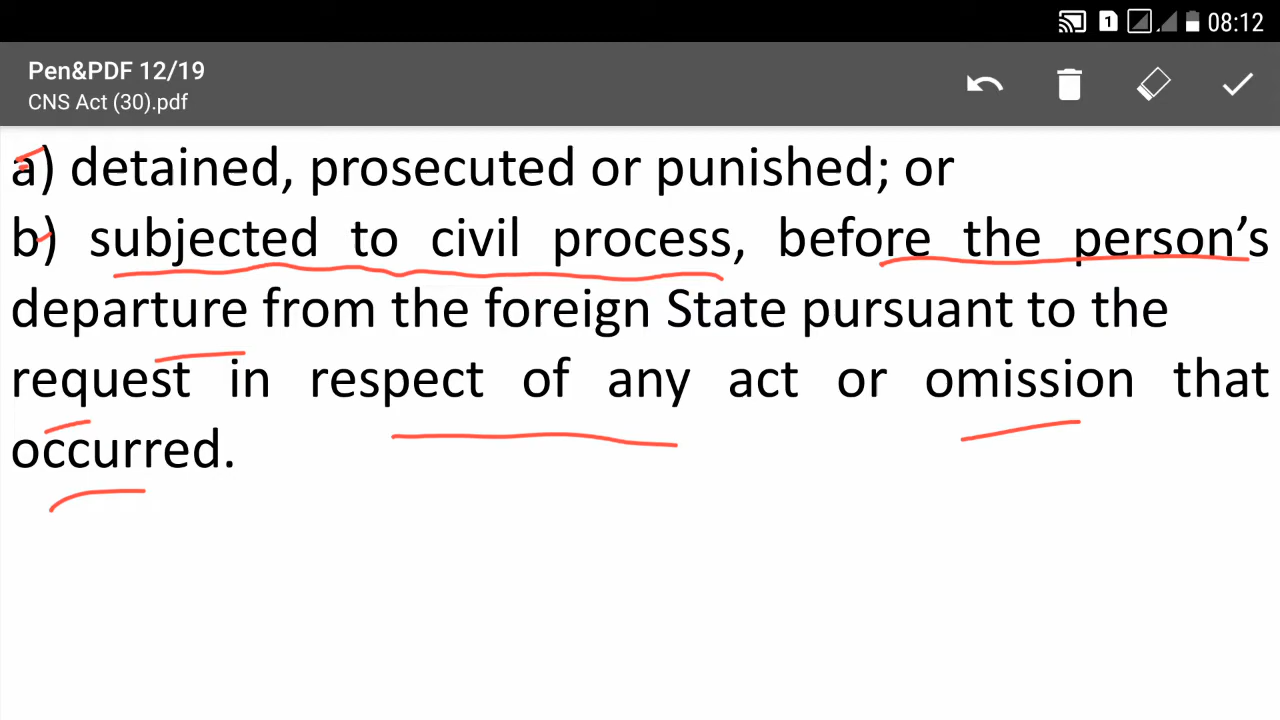 1 08:12
Pen&PDF 12/19
CNS Act (30).pdf
a) detained, prosecuted or punished; or
b) subjected to civil process, before the person’s
departure from the foreign State pursuant to the
request in respect of any act or omission that
occurred.